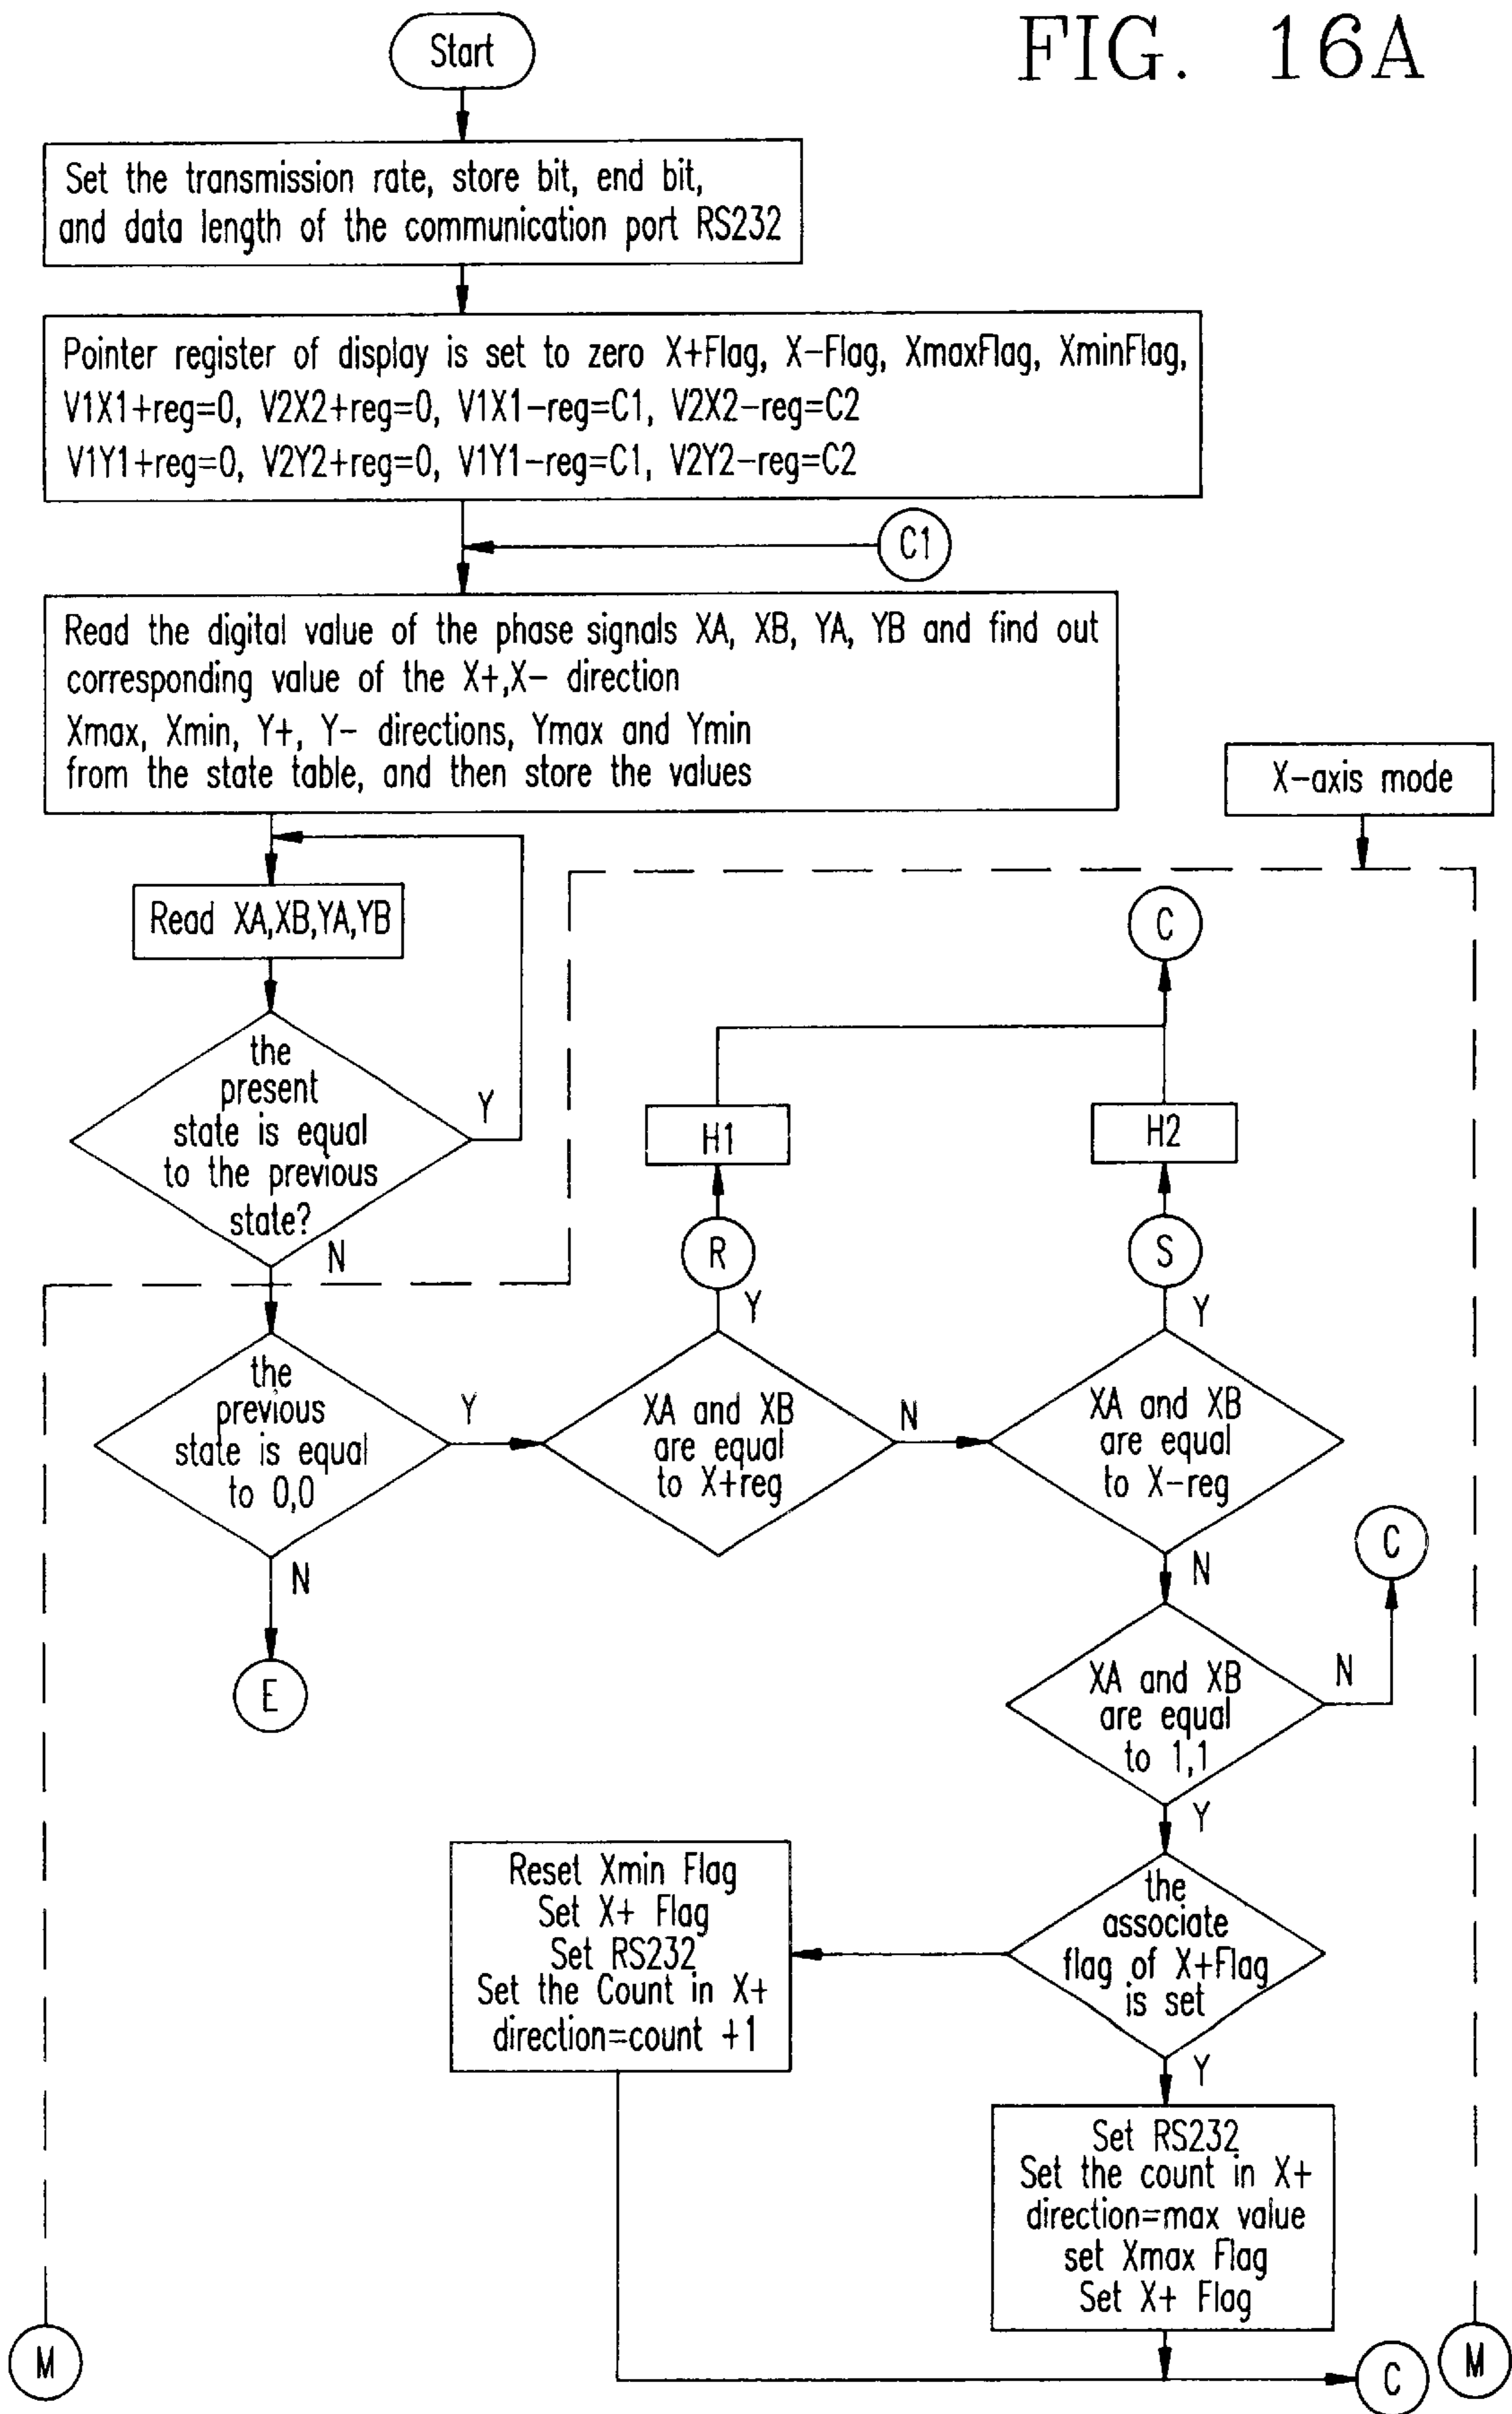 FIG. 16A
Start
Set the transmission rate, store bit, end bit,
and data length of the communication port RS232
Pointer register of display is set to zero X+Flag, X-Flag, XmaxFlag, XminFlag,
V1X1+reg=0, V2X2+reg=0, V1X1-reg=C1, V2X2-reg=C2
V1Y1+reg=0, V2Y2+reg=0, V1Y1-reg=C1, V2Y2-reg=C2
C1
Read the digital value of the phase signals XA, XB, YA, YB and find out
corresponding value of the X+,X- direction
Xmax, Xmin, Y+, Y- directions, Ymax and Ymin
from the state table, and then store the values
X-axis mode
Read XA,XB,YA,YB
C
the
present
state is equal
to the previous
state?
Y
N
H1
H2
R
S
Y
Y
the
previous
state is equal
to 0,0
Y
N
XA and XB
are equal
to X+reg
N
XA and XB
are equal
to X-reg
N
C
E
XA and XB
are equal
to 1,1
N
Y
Reset Xmin Flag
Set X+ Flag
Set RS232
Set the Count in X+
direction=count +1
the
associate
flag of X+Flag
is set
Y
Set RS232
Set the count in X+
direction=max value
set Xmax Flag
Set X+ Flag
M
C
M